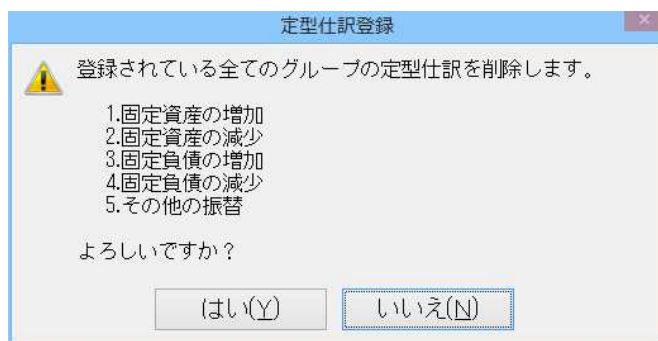 定型仕訳登録
登録されている全てのグループの定型仕訳を削除します。
1.固定資産の増加
2.固定資産の減少
3.固定負債の増加
4.固定負債の減少
5.その他の振替
よろしいですか？
はい(Y)
いいえ(N)